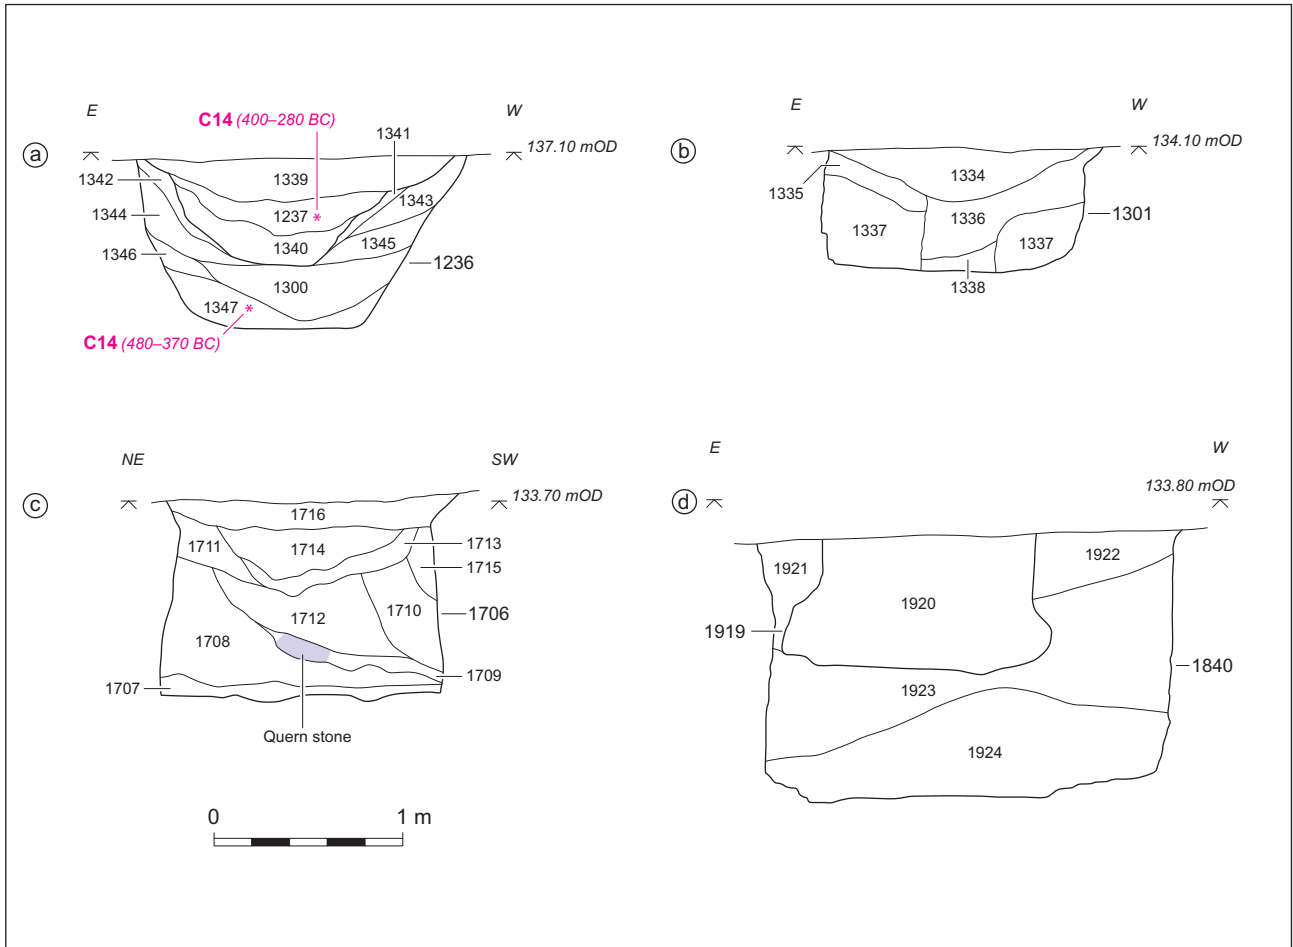 E
W
C14 (400–280 BC)
1341
a
137.10 mOD
1342
1339
1343
1344
1237 *
1340
1345
1346
1236
1300
1347 *
C14 (480–370 BC)
E
W
b
134.10 mOD
1335
1334
1336
1301
1337
1337
1338
NE
SW
c
133.70 mOD
1716
1711
1714
1713
1715
1712
1710
1706
1708
1709
1707
Quern stone
E
W
133.80 mOD
d
1921
1922
1920
1919
1840
1923
1924
0
1 m